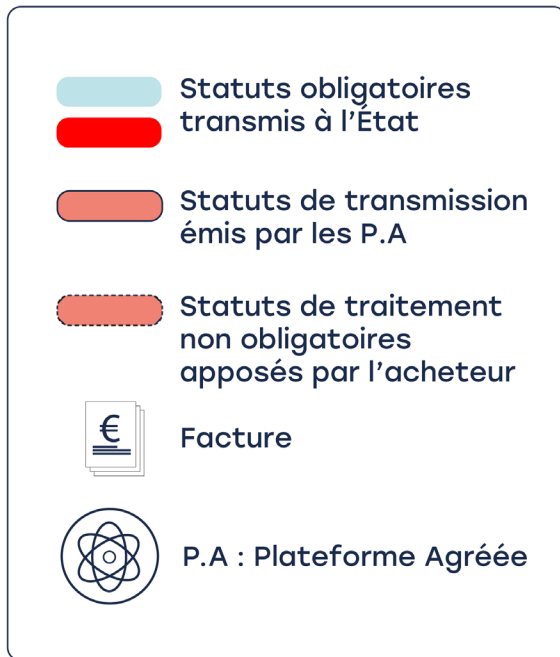 Statuts obligatoires
transmis à l'État
Statuts de transmission
émis par les P.A
Statuts de traitement
non obligatoires
apposés par l'acheteur
€
Facture
P.A : Plateforme Agréée